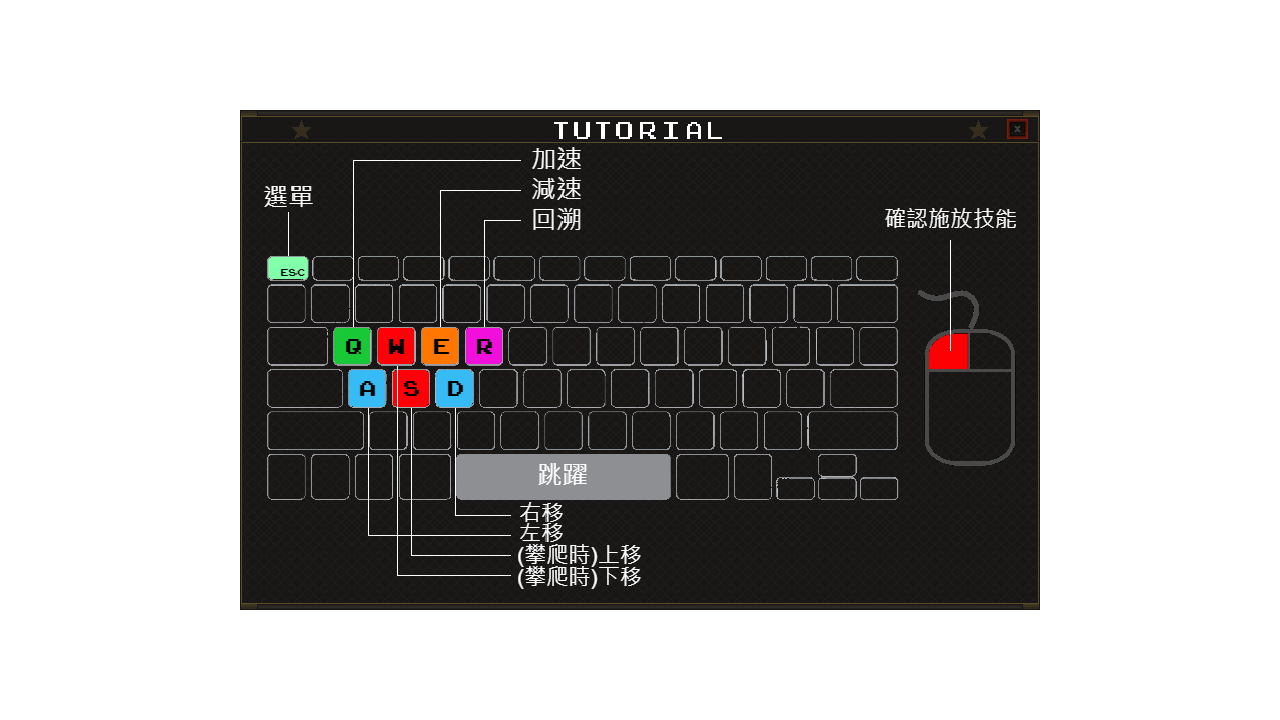 TUTORIAL
x
加速
減速
回溯
選單
確認施放技能
ESC
Q W E R
A S D
跳躍
右移
左移
(攀爬時)上移
(攀爬時)下移